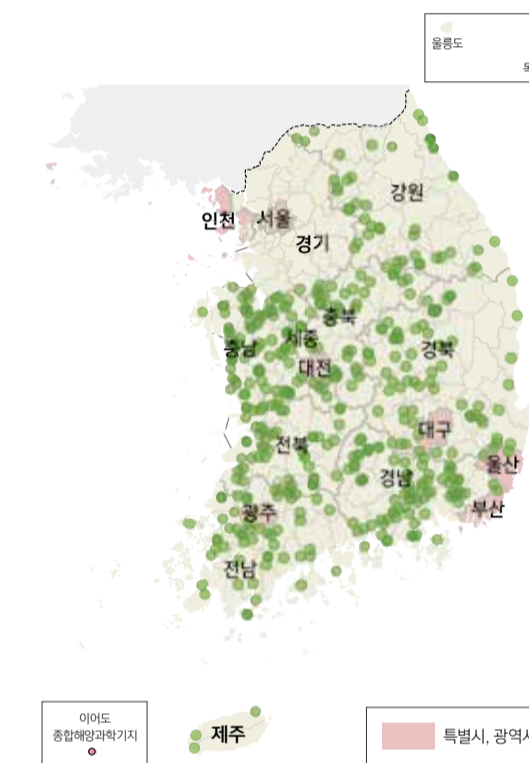 울릉도
강원
인천
서울
경기
충북
세종
충남
경북
대전
대구
전북
울산
경남
부산
광주
전남
이어도
종합해양과학기지
제주
특별시, 광역시